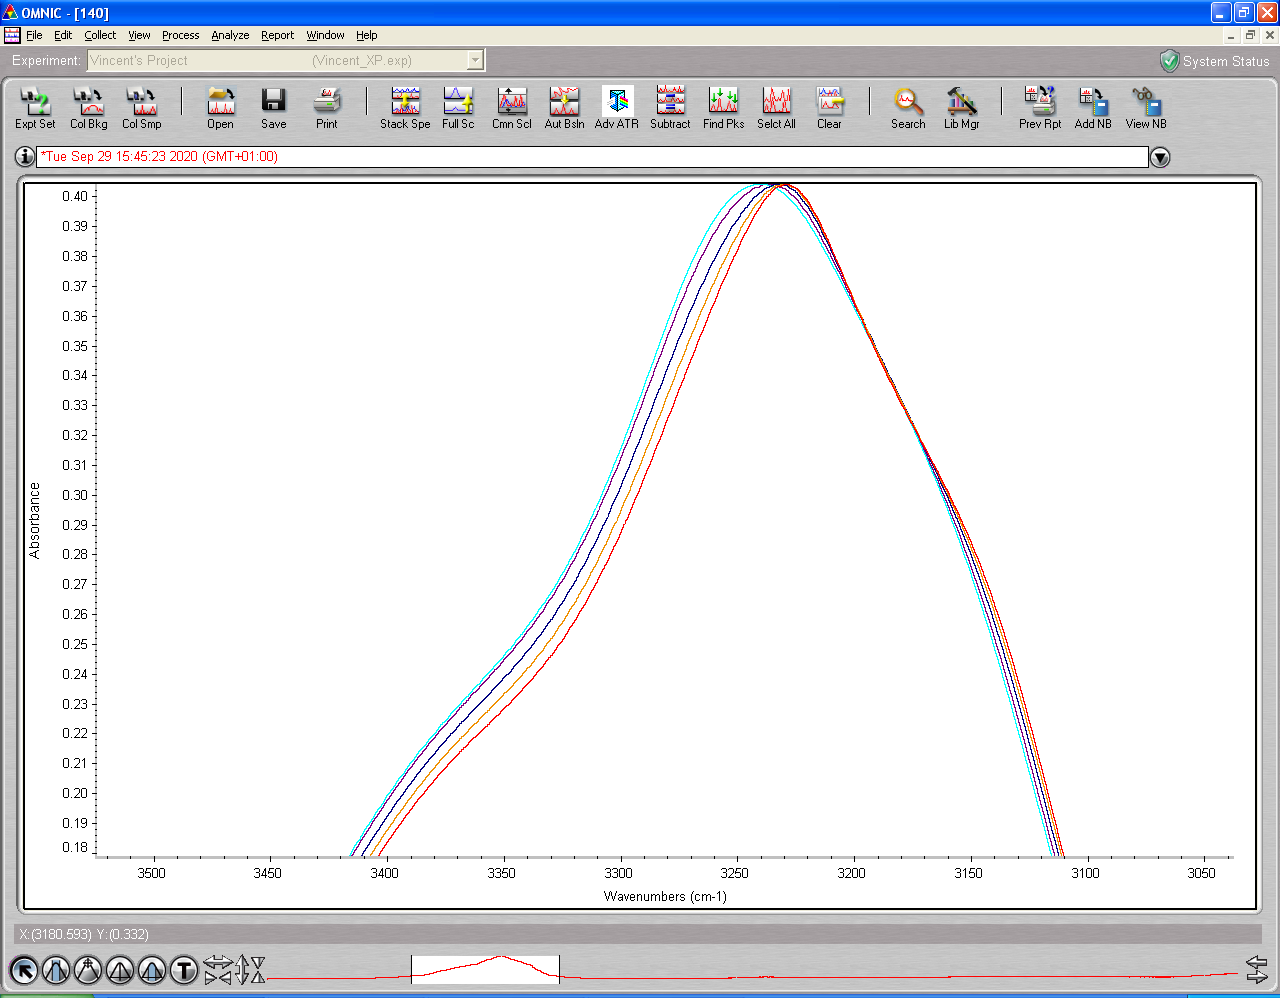 OMNIC - [140]
File Edit Collect View Process Analyze Report Window Help
Experiment: Vincent's Project (Vincent_XP.exp) System Status
Expt Set Col Bkg Col Smp Open Save Print Stack Spe Full Sc Cmn Scl Aut Bsln Adv ATR Subtract Find Pks Selct All Clear Search Lib Mgr Prev Rpt Add NB View NB
*Tue Sep 29 15:45:23 2020 (GMT+01:00)
0.40
0.39
0.38
0.37
0.36
0.35
0.34
0.33
0.32
0.31
0.30
0.29
0.28
0.27
0.26
0.25
0.24
0.23
0.22
0.21
0.20
0.19
0.18
Absorbance
3500 3450 3400 3350 3300 3250 3200 3150 3100 3050
Wavenumbers (cm-1)
X:(3180.593) Y:(0.332)
T